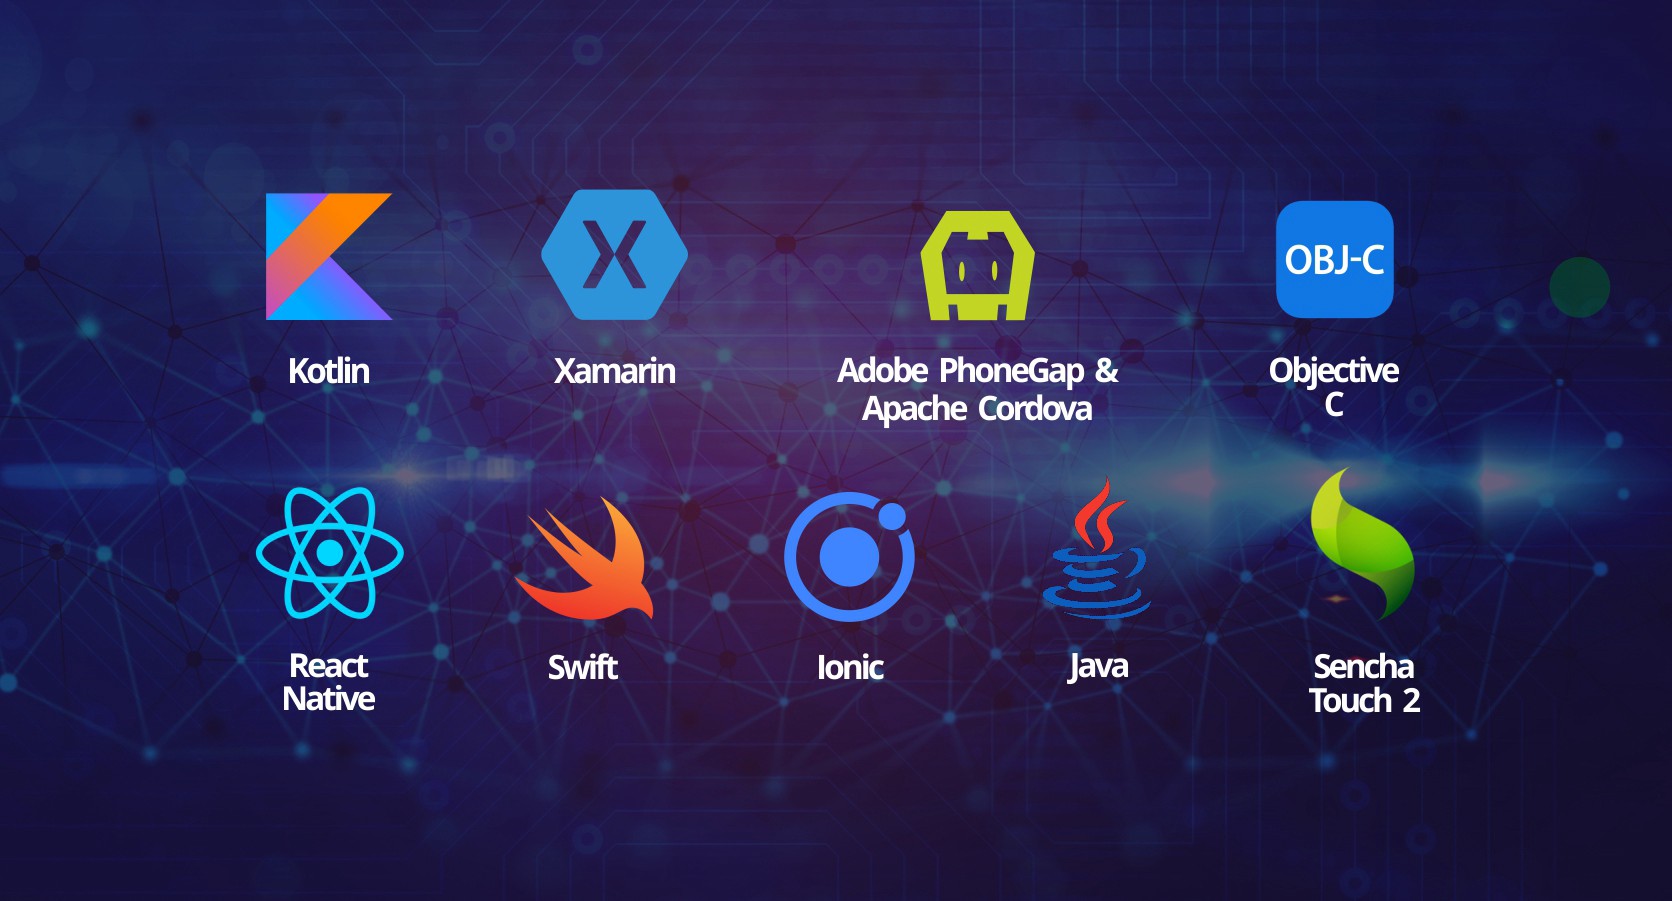 OBJ-C
Kotlin
Xamarin
Adobe PhoneGap &
Apache Cordova
Objective
C
React
Native
Swift
Ionic
Java
Sencha
Touch 2